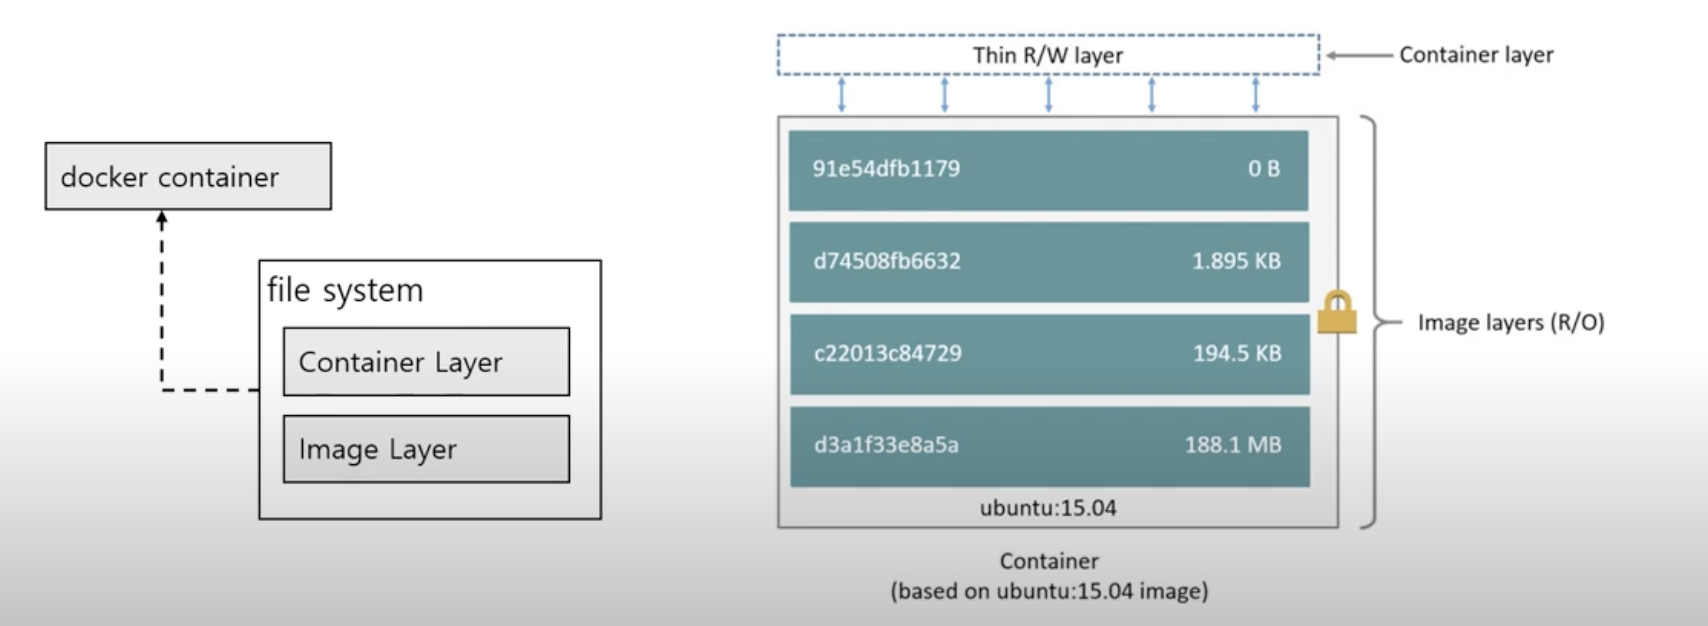 docker container
file system
Container Layer
Image Layer
Thin R/W layer
Container layer
91e54dfb1179 0 B
d74508fb6632 1.895 KB
c22013c84729 194.5 KB
d3a1f33e8a5a 188.1 MB
ubuntu:15.04
Image layers (R/O)
Container
(based on ubuntu:15.04 image)